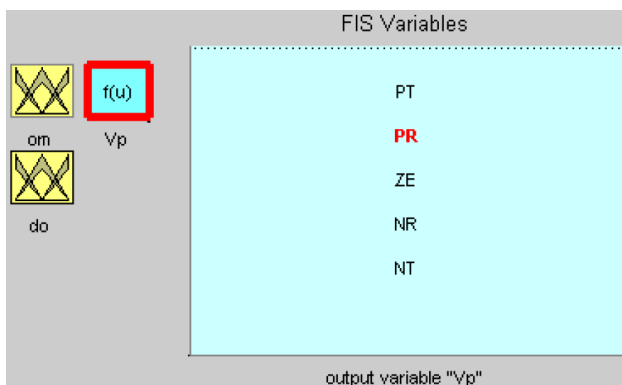 FIS Variables
f(u)
om
Vp
do
PT
PR
ZE
NR
NT
output variable "Vp"